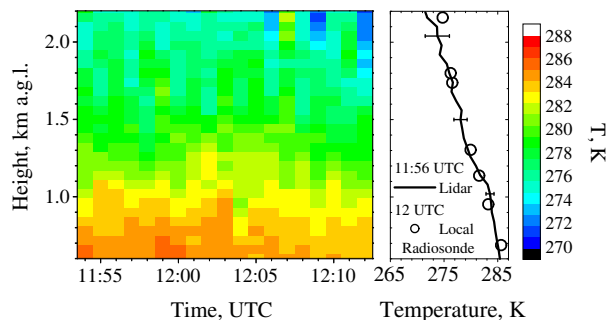 2.0
1.5
1.0
Height, km a.g.l.
11:55 12:00 12:05 12:10
Time, UTC
11:56 UTC
Lidar
12 UTC
Local
Radiosonde
265 275 285
Temperature, K
288
286
284
282
280
278
276
274
272
270
T, K